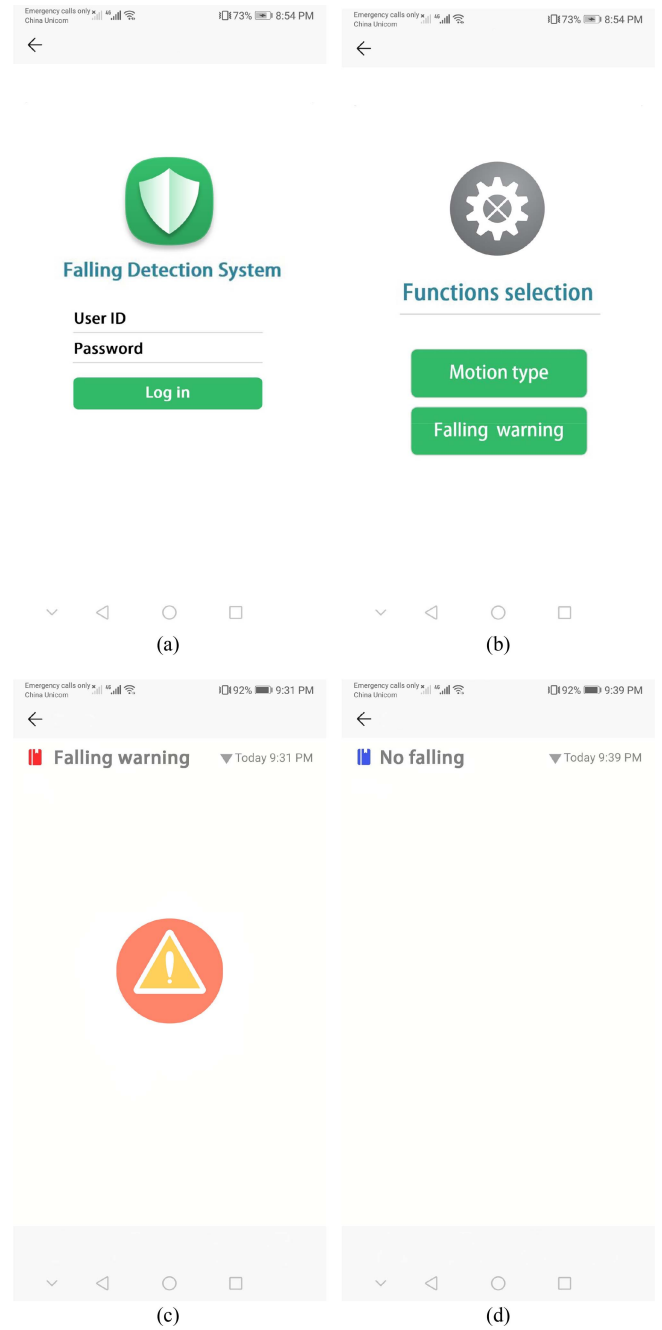 Emergency calls only
China Unicom
4G
73% 8:54 PM
Falling Detection System
User ID
Password
Log in
(a)
Emergency calls only
China Unicom
4G
73% 8:54 PM
Functions selection
Motion type
Falling warning
(b)
Emergency calls only
China Unicom
4G
92% 9:31 PM
Falling warning
Today 9:31 PM
(c)
Emergency calls only
China Unicom
4G
92% 9:39 PM
No falling
Today 9:39 PM
(d)